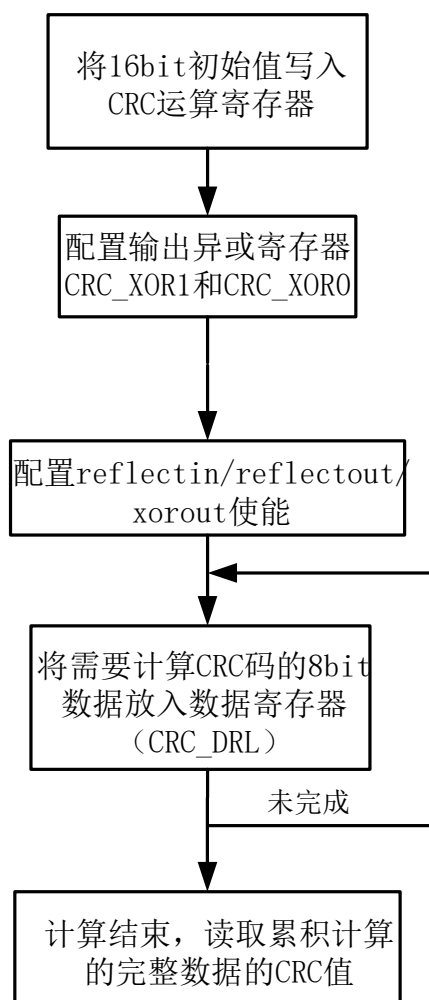 将16bit初始值写入
CRC运算寄存器
配置输出异或寄存器
CRC_XOR1和CRC_XOR0
配置reflectin/reflectout/
xorout使能
将需要计算CRC码的8bit
数据放入数据寄存器
（CRC_DRL）
未完成
计算结束，读取累积计算
的完整数据的CRC值